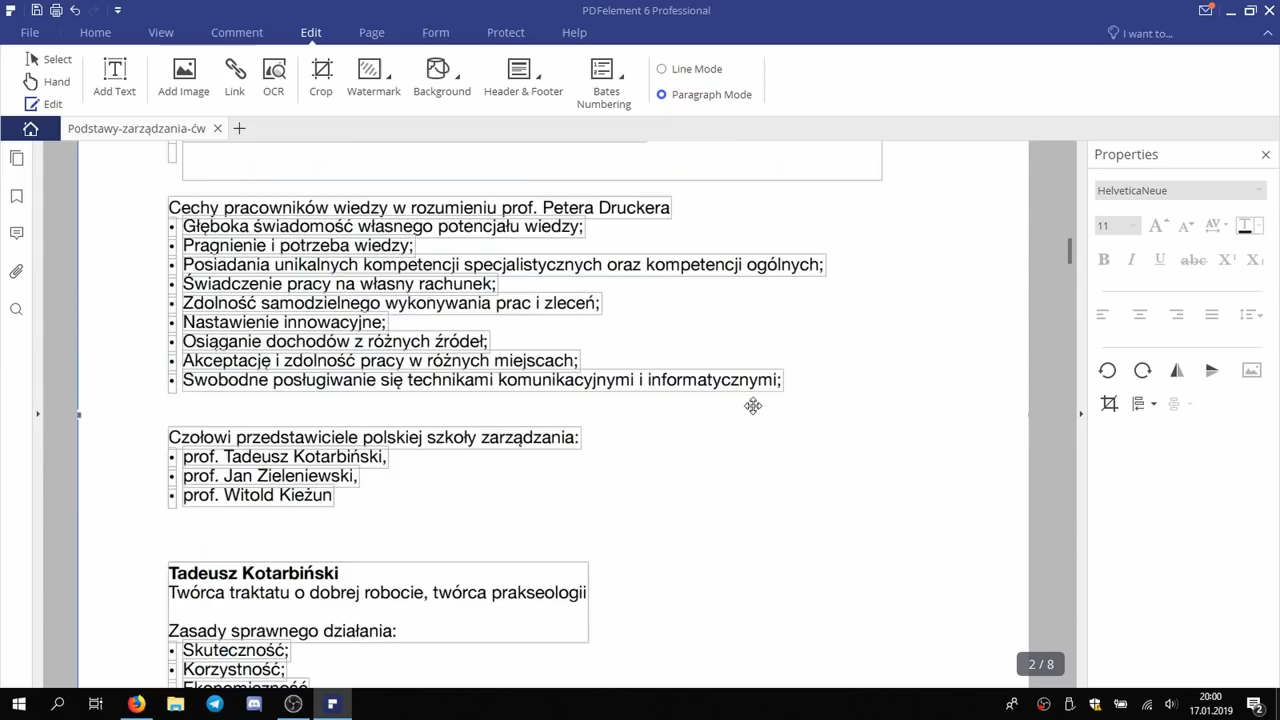 PDFelement 6 Professional
File Home View Comment Edit Page Form Protect Help I want to...
Select
Hand
Edit
Add Text
Add Image
Link
OCR
Crop
Watermark
Background
Header & Footer
Bates
Numbering
Line Mode
Paragraph Mode
Podstawy-zarządzania-ćw
Properties
HelveticaNeue
11
Cechy pracowników wiedzy w rozumieniu prof. Petera Druckera
• Głęboka świadomość własnego potencjału wiedzy;
• Pragnienie i potrzeba wiedzy;
• Posiadania unikalnych kompetencji specjalistycznych oraz kompetencji ogólnych;
• Świadczenie pracy na własny rachunek;
• Zdolność samodzielnego wykonywania prac i zleceń;
• Nastawienie innowacyjne;
• Osiąganie dochodów z różnych źródeł;
• Akceptację i zdolność pracy w różnych miejscach;
• Swobodne posługiwanie się technikami komunikacyjnymi i informatycznymi;
Czołowi przedstawiciele polskiej szkoły zarządzania:
• prof. Tadeusz Kotarbiński,
• prof. Jan Zieleniewski,
• prof. Witold Kieżun
Tadeusz Kotarbiński
Twórca traktatu o dobrej robocie, twórca prakseologii
Zasady sprawnego działania:
• Skuteczność;
• Korzystność;
Ekonomiczność
2 / 8
20:00
17.01.2019
2